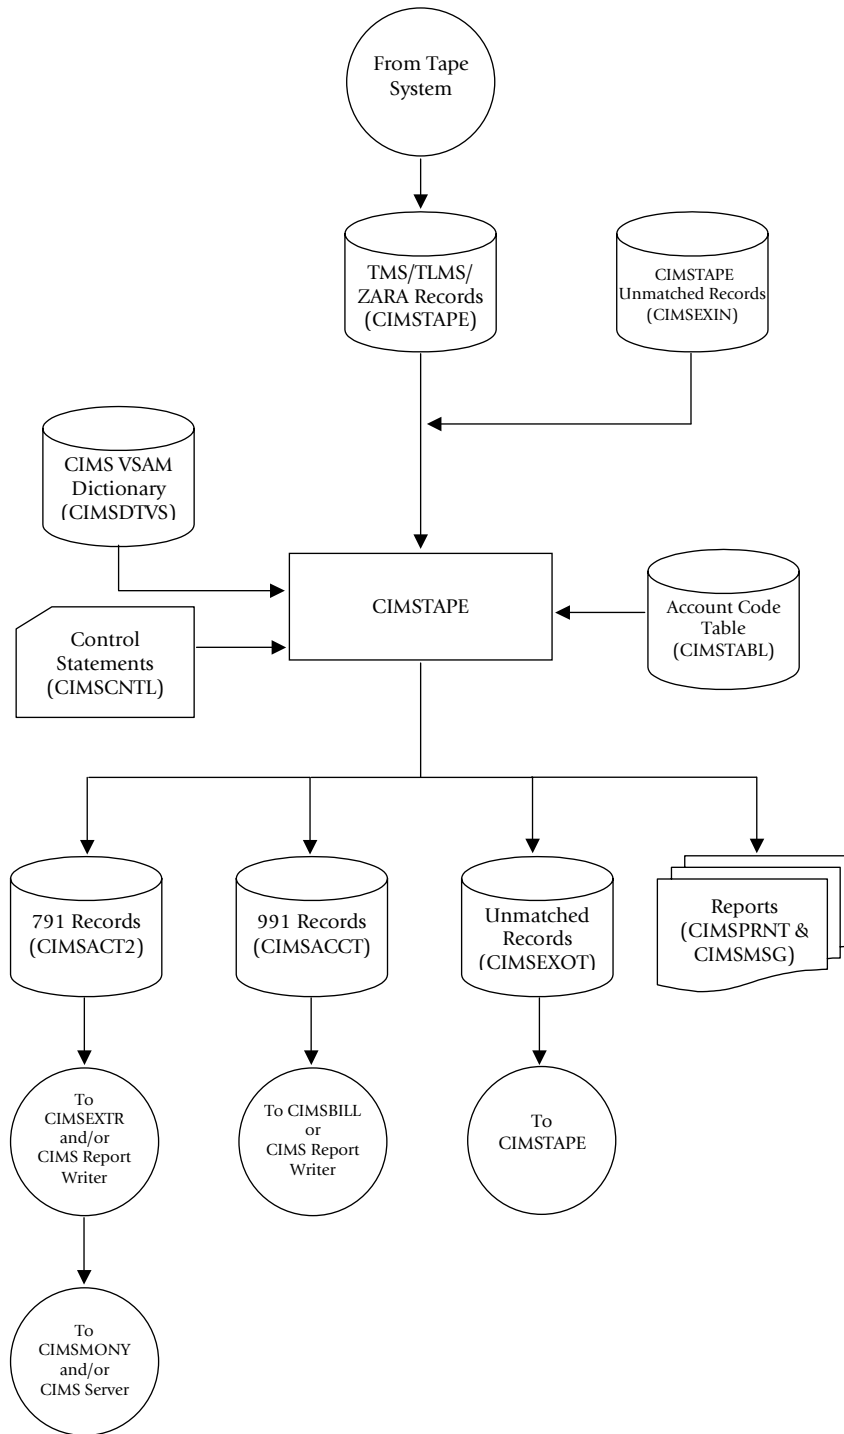 From Tape
System
TMS/TLMS/
ZARA Records
(CIMSTAPE)
CIMSTAPE
Unmatched Records
(CIMSEXIN)
CIMS VSAM
Dictionary
(CIMSDTVS)
CIMSTAPE
Account Code
Table
(CIMSTABL)
Control
Statements
(CIMSCNTL)
791 Records
(CIMSACT2)
991 Records
(CIMSACCT)
Unmatched
Records
(CIMSEXOT)
Reports
(CIMSPRNT &
CIMSMSG)
To
CIMSEXTR
and/or
CIMS Report
Writer
To CIMSBILL
or
CIMS Report
Writer
To
CIMSTAPE
To
CIMSMONY
and/or
CIMS Server